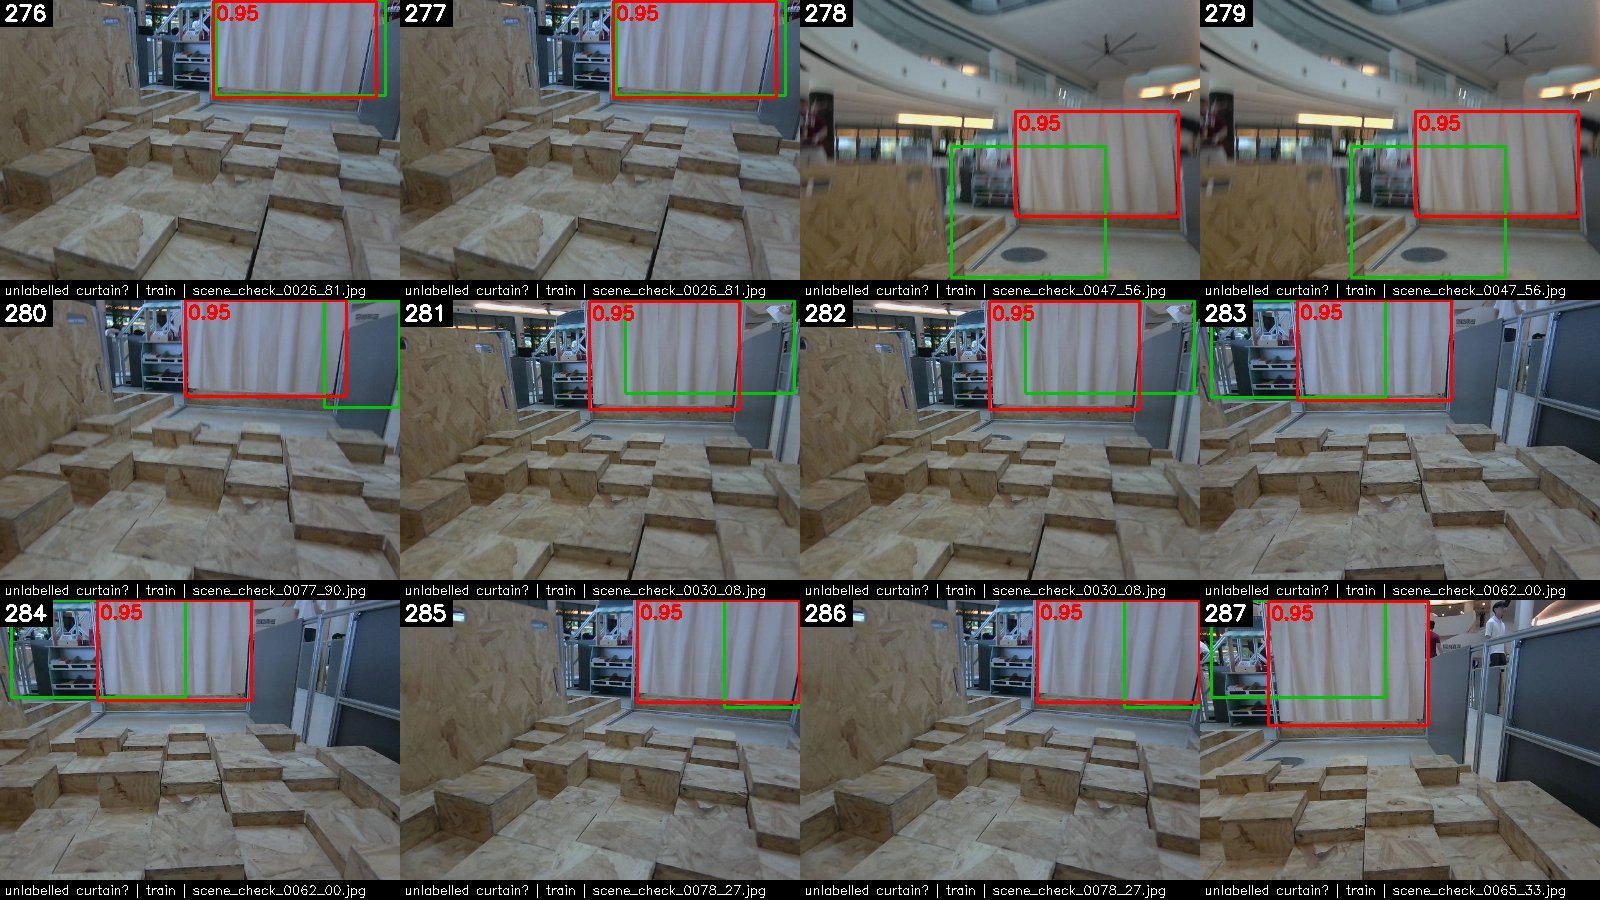 276 0.95 277 0.95 278 0.95 279 0.95
unlabelled curtain? | train | scene_check_0026_81.jpg unlabelled curtain? | train | scene_check_0026_81.jpg unlabelled curtain? | train | scene_check_0047_56.jpg unlabelled curtain? | train | scene_check_0047_56.jpg
280 0.95 281 0.95 282 0.95 283 0.95
unlabelled curtain? | train | scene_check_0077_90.jpg unlabelled curtain? | train | scene_check_0030_08.jpg unlabelled curtain? | train | scene_check_0030_08.jpg unlabelled curtain? | train | scene_check_0062_00.jpg
284 0.95 285 0.95 286 0.95 287 0.95
unlabelled curtain? | train | scene_check_0062_00.jpg unlabelled curtain? | train | scene_check_0078_27.jpg unlabelled curtain? | train | scene_check_0078_27.jpg unlabelled curtain? | train | scene_check_0065_33.jpg